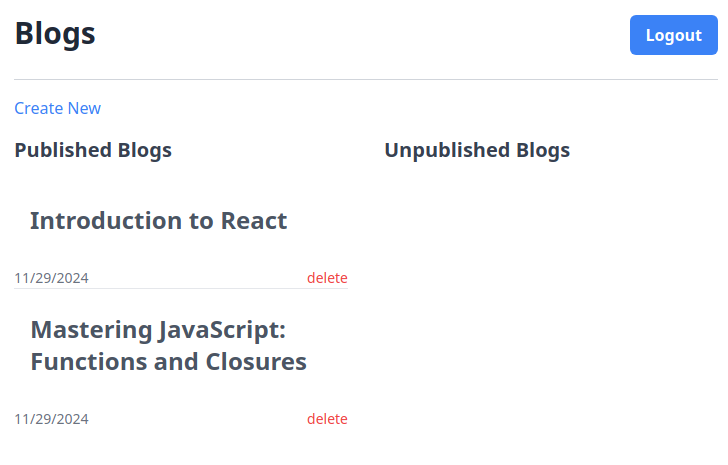 Blogs
Logout
Create New
Published Blogs
Unpublished Blogs
Introduction to React
11/29/2024
delete
Mastering JavaScript:
Functions and Closures
11/29/2024
delete